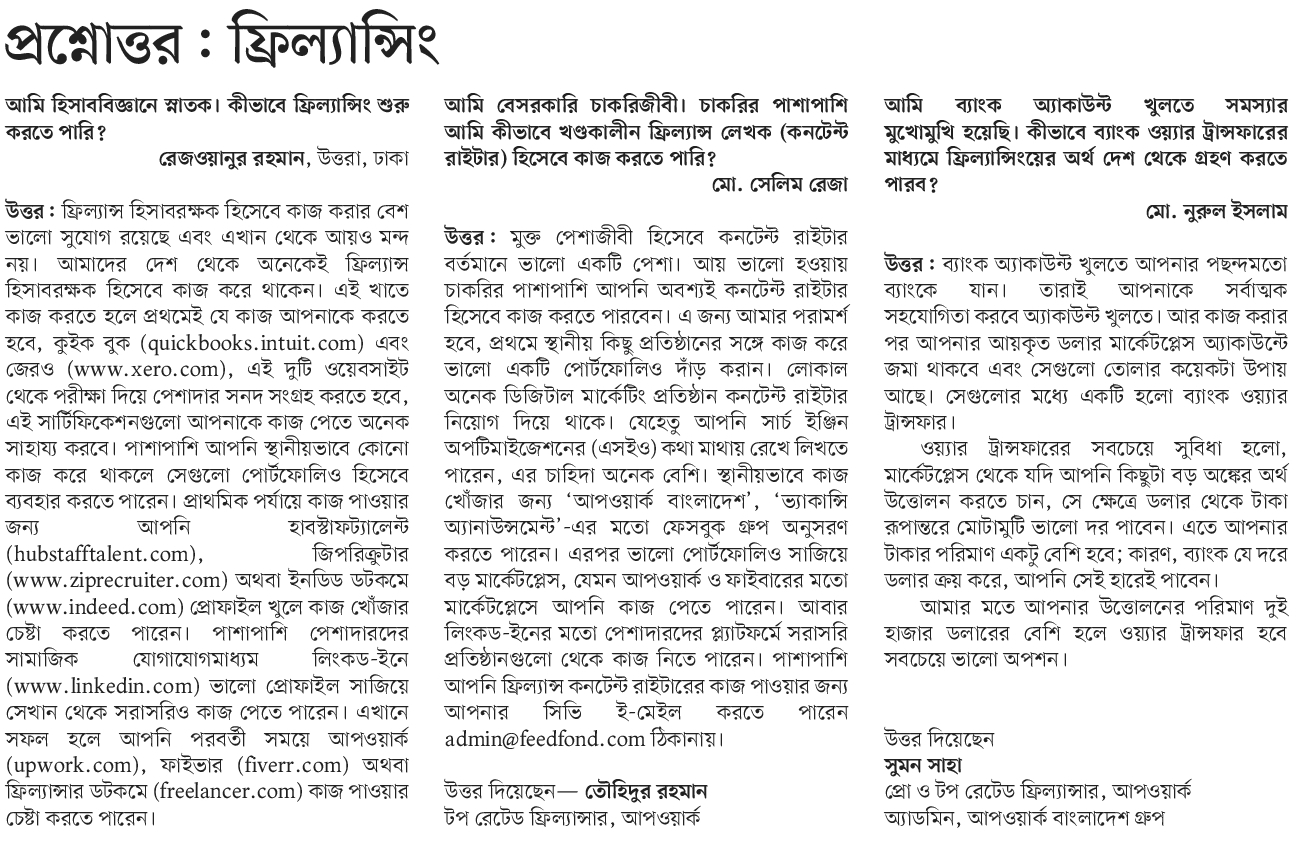 প্রশ্নোত্তর : ফ্রিল্যান্সিং
আমি হিসাববিজ্ঞানে স্নাতক। কীভাবে ফ্রিল্যান্সিং শুরু
করতে পারি?
রেজওয়ানুর রহমান, উত্তরা, ঢাকা
উত্তর : ফ্রিল্যান্স হিসাবরক্ষক হিসেবে কাজ করার বেশ
ভালো সুযোগ রয়েছে এবং এখান থেকে আয়ও মন্দ
নয়। আমাদের দেশ থেকে অনেকেই ফ্রিল্যান্স
হিসাবরক্ষক হিসেবে কাজ করে থাকেন। এই খাতে
কাজ করতে হলে প্রথমেই যে কাজ আপনাকে করতে
হবে, কুইক বুক (quickbooks.intuit.com) এবং
জেরও (www.xero.com), এই দুটি ওয়েবসাইট
থেকে পরীক্ষা দিয়ে পেশাদার সনদ সংগ্রহ করতে হবে,
এই সার্টিফিকেশনগুলো আপনাকে কাজ পেতে অনেক
সাহায্য করবে। পাশাপাশি আপনি স্থানীয়ভাবে কোনো
কাজ করে থাকলে সেগুলো পোর্টফোলিও হিসেবে
ব্যবহার করতে পারেন। প্রাথমিক পর্যায়ে কাজ পাওয়ার
জন্য আপনি হাবস্টাফট্যালেন্ট
(hubstafftalent.com), জিপরিক্রুটার
(www.ziprecruiter.com) অথবা ইনডিড ডটকমে
(www.indeed.com) প্রোফাইল খুলে কাজ খোঁজার
চেষ্টা করতে পারেন। পাশাপাশি পেশাদারদের
সামাজিক যোগাযোগমাধ্যম লিংকড-ইনে
(www.linkedin.com) ভালো প্রোফাইল সাজিয়ে
সেখান থেকে সরাসরিও কাজ পেতে পারেন। এখানে
সফল হলে আপনি পরবর্তী সময়ে আপওয়ার্ক
(upwork.com), ফাইভার (fiverr.com) অথবা
ফ্রিল্যান্সার ডটকমে (freelancer.com) কাজ পাওয়ার
চেষ্টা করতে পারেন।
আমি বেসরকারি চাকরিজীবী। চাকরির পাশাপাশি
আমি কীভাবে খণ্ডকালীন ফ্রিল্যান্স লেখক (কনটেন্ট
রাইটার) হিসেবে কাজ করতে পারি?
মো. সেলিম রেজা
উত্তর : মুক্ত পেশাজীবী হিসেবে কনটেন্ট রাইটার
বর্তমানে ভালো একটি পেশা। আয় ভালো হওয়ায়
চাকরির পাশাপাশি আপনি অবশ্যই কনটেন্ট রাইটার
হিসেবে কাজ করতে পারবেন। এ জন্য আমার পরামর্শ
হবে, প্রথমে স্থানীয় কিছু প্রতিষ্ঠানের সঙ্গে কাজ করে
ভালো একটি পোর্টফোলিও দাঁড় করান। লোকাল
অনেক ডিজিটাল মার্কেটিং প্রতিষ্ঠান কনটেন্ট রাইটার
নিয়োগ দিয়ে থাকে। যেহেতু আপনি সার্চ ইঞ্জিন
অপটিমাইজেশনের (এসইও) কথা মাথায় রেখে লিখতে
পারেন, এর চাহিদা অনেক বেশি। স্থানীয়ভাবে কাজ
খোঁজার জন্য ‘আপওয়ার্ক বাংলাদেশ’, ‘ভ্যাকান্সি
অ্যানাউন্সমেন্ট’-এর মতো ফেসবুক গ্রুপ অনুসরণ
করতে পারেন। এরপর ভালো পোর্টফোলিও সাজিয়ে
বড় মার্কেটপ্লেস, যেমন আপওয়ার্ক ও ফাইবারের মতো
মার্কেটপ্লেসে আপনি কাজ পেতে পারেন। আবার
লিংকড-ইনের মতো পেশাদারদের প্ল্যাটফর্মে সরাসরি
প্রতিষ্ঠানগুলো থেকে কাজ নিতে পারেন। পাশাপাশি
আপনি ফ্রিল্যান্স কনটেন্ট রাইটারের কাজ পাওয়ার জন্য
আপনার সিভি ই-মেইল করতে পারেন
admin@feedfond.com ঠিকানায়।
উত্তর দিয়েছেন— তৌহিদুর রহমান
টপ রেটেড ফ্রিল্যান্সার, আপওয়ার্ক
আমি ব্যাংক অ্যাকাউন্ট খুলতে সমস্যার
মুখোমুখি হয়েছি। কীভাবে ব্যাংক ওয়্যার ট্রান্সফারের
মাধ্যমে ফ্রিল্যান্সিংয়ের অর্থ দেশ থেকে গ্রহণ করতে
পারব?
মো. নুরুল ইসলাম
উত্তর : ব্যাংক অ্যাকাউন্ট খুলতে আপনার পছন্দমতো
ব্যাংকে যান। তারাই আপনাকে সর্বাত্মক
সহযোগিতা করবে অ্যাকাউন্ট খুলতে। আর কাজ করার
পর আপনার আয়কৃত ডলার মার্কেটপ্লেস অ্যাকাউন্টে
জমা থাকবে এবং সেগুলো তোলার কয়েকটা উপায়
আছে। সেগুলোর মধ্যে একটি হলো ব্যাংক ওয়্যার
ট্রান্সফার।
ওয়্যার ট্রান্সফারের সবচেয়ে সুবিধা হলো,
মার্কেটপ্লেস থেকে যদি আপনি কিছুটা বড় অঙ্কের অর্থ
উত্তোলন করতে চান, সে ক্ষেত্রে ডলার থেকে টাকা
রূপান্তরে মোটামুটি ভালো দর পাবেন। এতে আপনার
টাকার পরিমাণ একটু বেশি হবে; কারণ, ব্যাংক যে দরে
ডলার ক্রয় করে, আপনি সেই হারেই পাবেন।
আমার মতে আপনার উত্তোলনের পরিমাণ দুই
হাজার ডলারের বেশি হলে ওয়্যার ট্রান্সফার হবে
সবচেয়ে ভালো অপশন।
উত্তর দিয়েছেন
সুমন সাহা
প্রো ও টপ রেটেড ফ্রিল্যান্সার, আপওয়ার্ক
অ্যাডমিন, আপওয়ার্ক বাংলাদেশ গ্রুপ